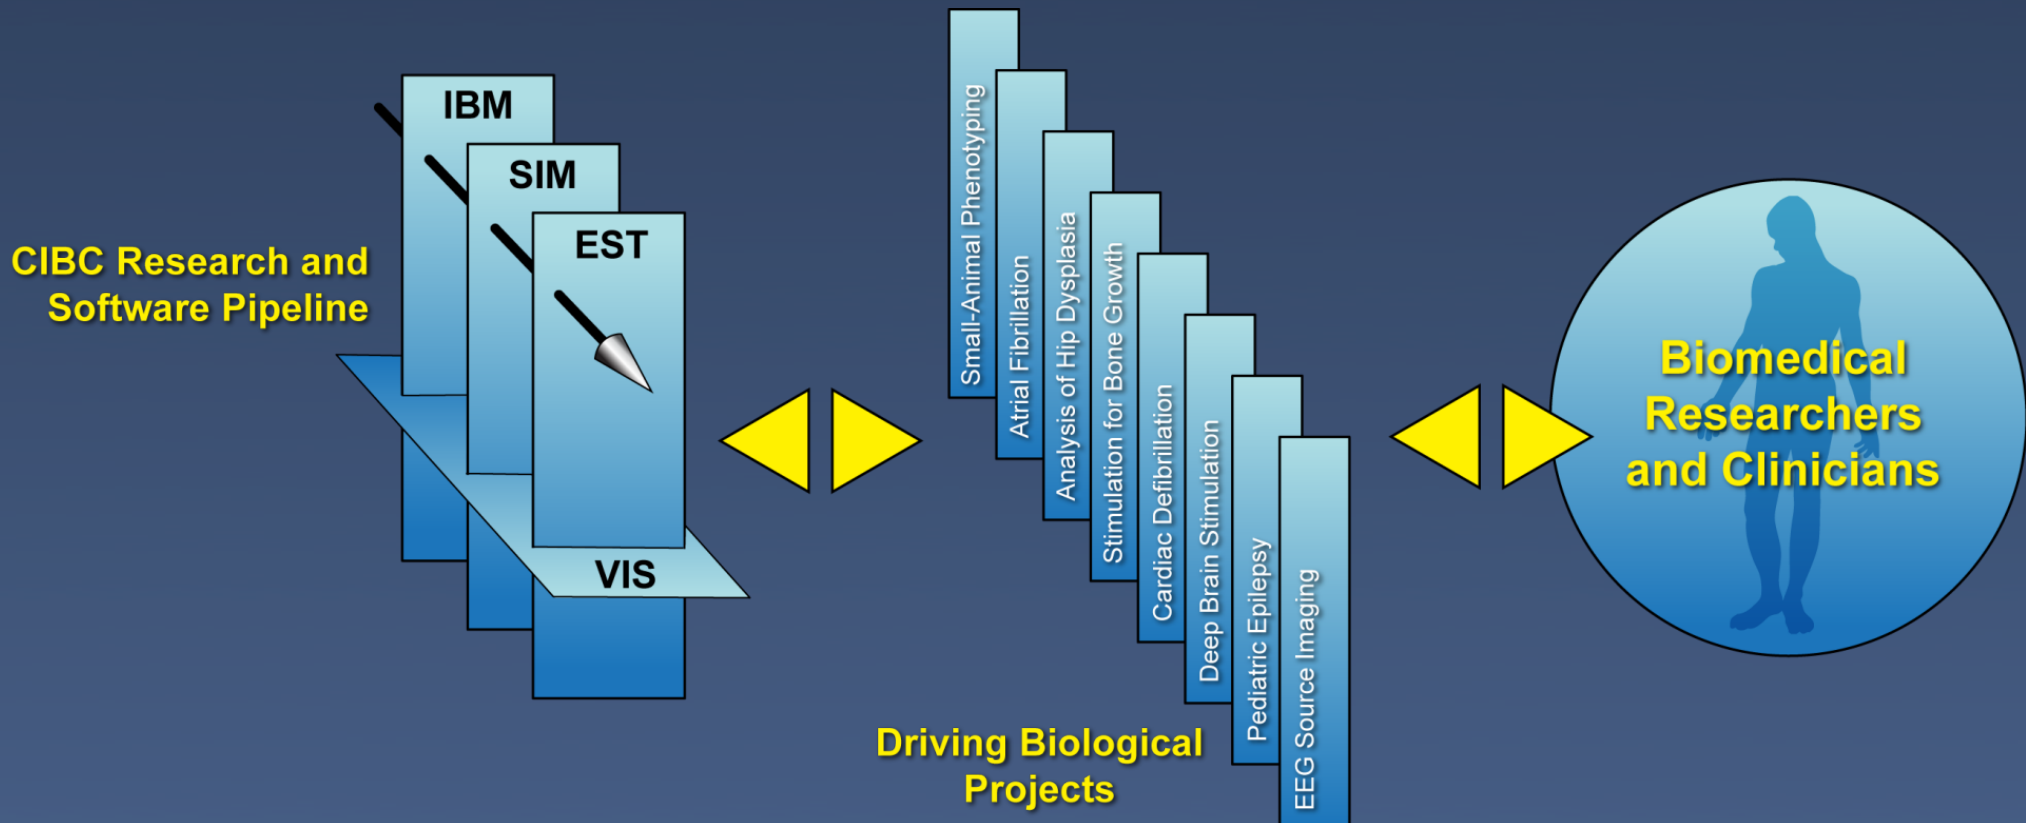 CIBC Research and
Software Pipeline
IBM
SIM
EST
VIS
Small-Animal Phenotyping
Atrial Fibrillation
Analysis of Hip Dysplasia
Stimulation for Bone Growth
Cardiac Defibrillation
Deep Brain Stimulation
Pediatric Epilepsy
EEG Source Imaging
Driving Biological
Projects
Biomedical
Researchers
and Clinicians